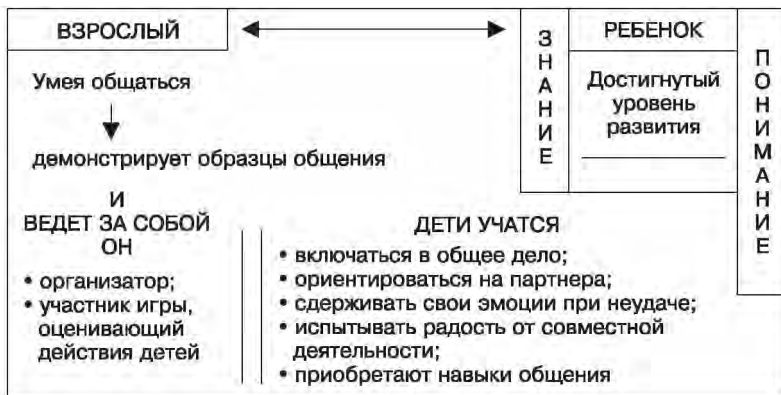 ВЗРОСЛЫЙ
Умея общаться
демонстрирует образцы общения
ЗНАНИЕ
РЕБЕНОК
Достигнутый
уровень
развития
ПОНИМАНИЕ
И
ВЕДЕТ ЗА СОБОЙ
ОН
• организатор;
• участник игры,
оценивающий
действия детей
ДЕТИ УЧАТСЯ
• включаться в общее дело;
• ориентироваться на партнера;
• сдерживать свои эмоции при неудаче;
• испытывать радость от совместной
деятельности;
• приобретают навыки общения